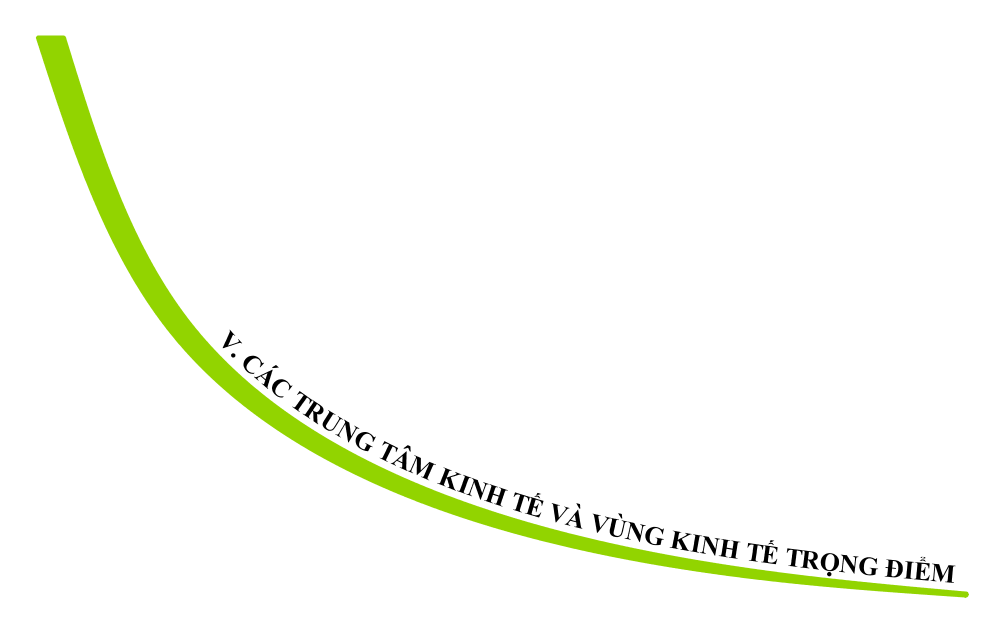 V. CÁC TRUNG TÂM KINH TẾ VÀ VÙNG KINH TẾ TRỌNG ĐIỂM